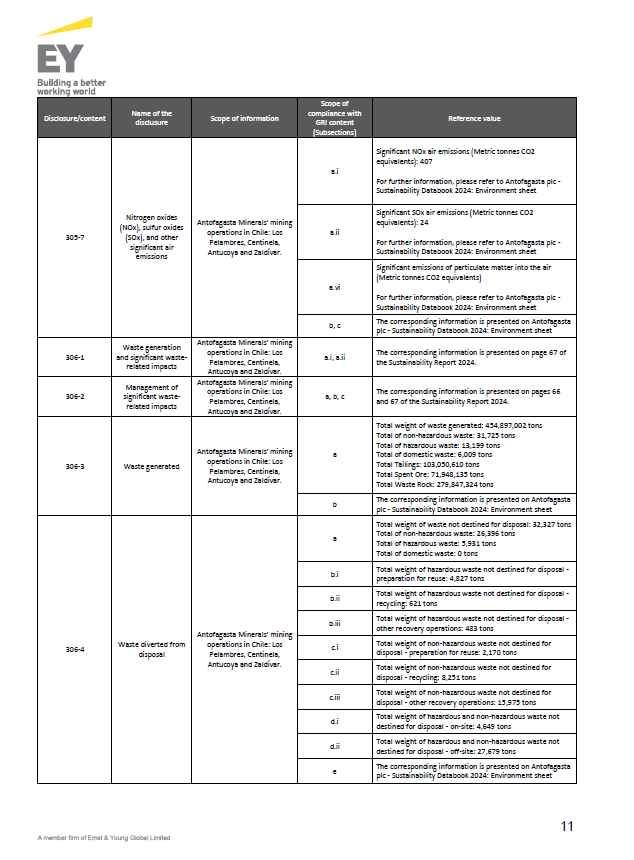 EY
Building a better
working world
Disclosure/content
Name of the
disclusure
Scope of information
Scope of
compliance with
GRI content
(Subsections)
Reference value
305-7
Nitrogen oxides
(NOx), sulfur oxides
(SOx), and other
significant air
emissions
Antofagasta Minerals' mining
operations in Chile: Los
Pelambres, Centinela,
Antucoya and Zaldívar.
a.i
Significant NOx air emissions (Metric tonnes CO2
equivalents): 407
For further information, please refer to Antofagasta plc -
Sustainability Databook 2024: Environment sheet
a.ii
Significant SOx air emissions (Metric tonnes CO2
equivalents): 24
For further information, please refer to Antofagasta plc -
Sustainability Databook 2024: Environment sheet
a.vi
Significant emissions of particulate matter into the air
(Metric tonnes CO2 equivalents)
For further information, please refer to Antofagasta plc -
Sustainability Databook 2024: Environment sheet
b, c
The corresponding information is presented on Antofagasta
plc - Sustainability Databook 2024: Environment sheet
306-1
Waste generation
and significant waste-
related impacts
Antofagasta Minerals' mining
operations in Chile: Los
Pelambres, Centinela,
Antucoya and Zaldívar.
a.i, a.ii
The corresponding information is presented on page 67 of
the Sustainability Report 2024.
306-2
Management of
significant waste-
related impacts
Antofagasta Minerals' mining
operations in Chile: Los
Pelambres, Centinela,
Antucoya and Zaldívar.
a, b, c
The corresponding information is presented on pages 66
and 67 of the Sustainability Report 2024.
306-3
Waste generated
Antofagasta Minerals' mining
operations in Chile: Los
Pelambres, Centinela,
Antucoya and Zaldívar.
a
Total weight of waste generated: 454,897,002 tons
Total of non-hazardous waste: 31,725 tons
Total of hazardous waste: 13,199 tons
Total of domestic waste: 6,009 tons
Total Tailings: 103,050,610 tons
Total Spent Ore: 71,948,135 tons
Total Waste Rock: 279,847,324 tons
b
The corresponding information is presented on Antofagasta
plc - Sustainability Databook 2024: Environment sheet
306-4
Waste diverted from
disposal
Antofagasta Minerals' mining
operations in Chile: Los
Pelambres, Centinela,
Antucoya and Zaldívar.
a
Total weight of waste not destined for disposal: 32,327 tons
Total of non-hazardous waste: 26,396 tons
Total of hazardous waste: 5,931 tons
Total of domestic waste: 0 tons
b.i
Total weight of hazardous waste not destined for disposal -
preparation for reuse: 4,827 tons
b.ii
Total weight of hazardous waste not destined for disposal -
recycling: 621 tons
b.iii
Total weight of hazardous waste not destined for disposal -
other recovery operations: 483 tons
c.i
Total weight of non-hazardous waste not destined for
disposal - preparation for reuse: 2,170 tons
c.ii
Total weight of non-hazardous waste not destined for
disposal - recycling: 8,251 tons
c.iii
Total weight of non-hazardous waste not destined for
disposal - other recovery operations: 15,975 tons
d.i
Total weight of hazardous and non-hazardous waste not
destined for disposal - on-site: 4,649 tons
d.ii
Total weight of hazardous and non-hazardous waste not
destined for disposal - off-site: 27,679 tons
e
The corresponding information is presented on Antofagasta
plc - Sustainability Databook 2024: Environment sheet
11
A member firm of Ernst & Young Global Limited